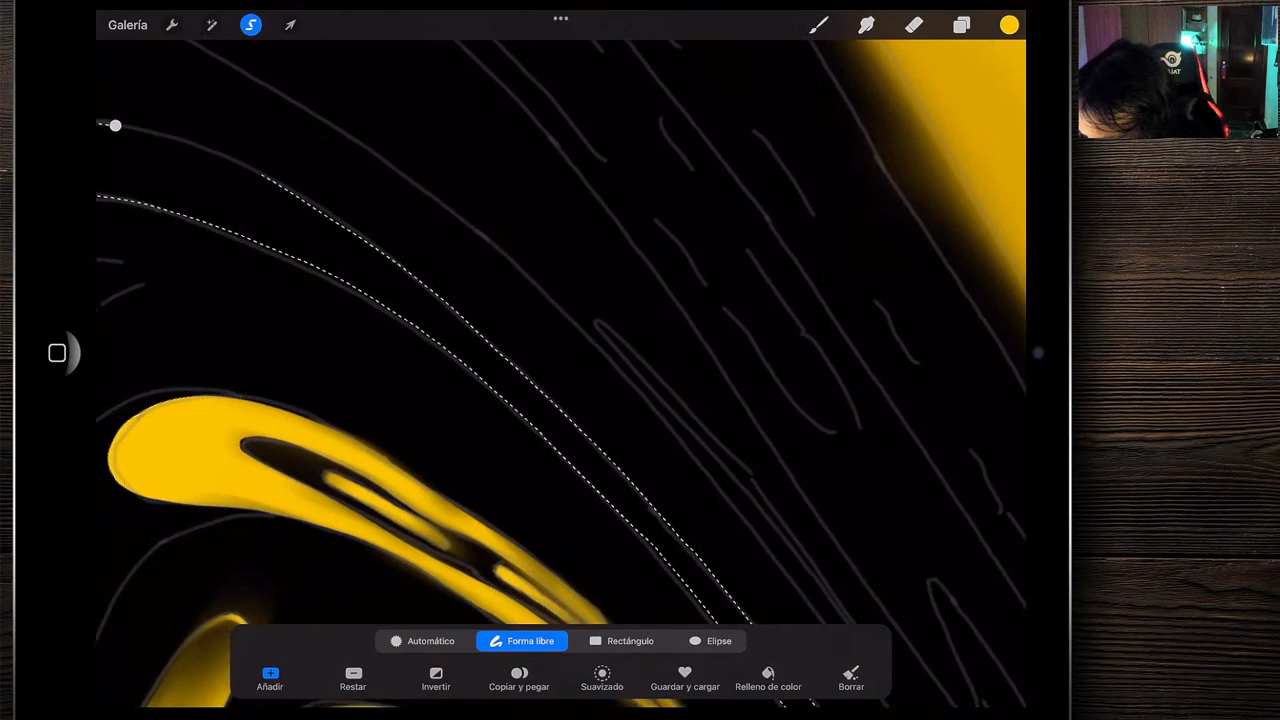 Galería
Automático Forma libre Rectángulo Elipse
Añadir Restar Invertir Copiar y pegar Suavizado Guardar y cargar Relleno de color Borrar